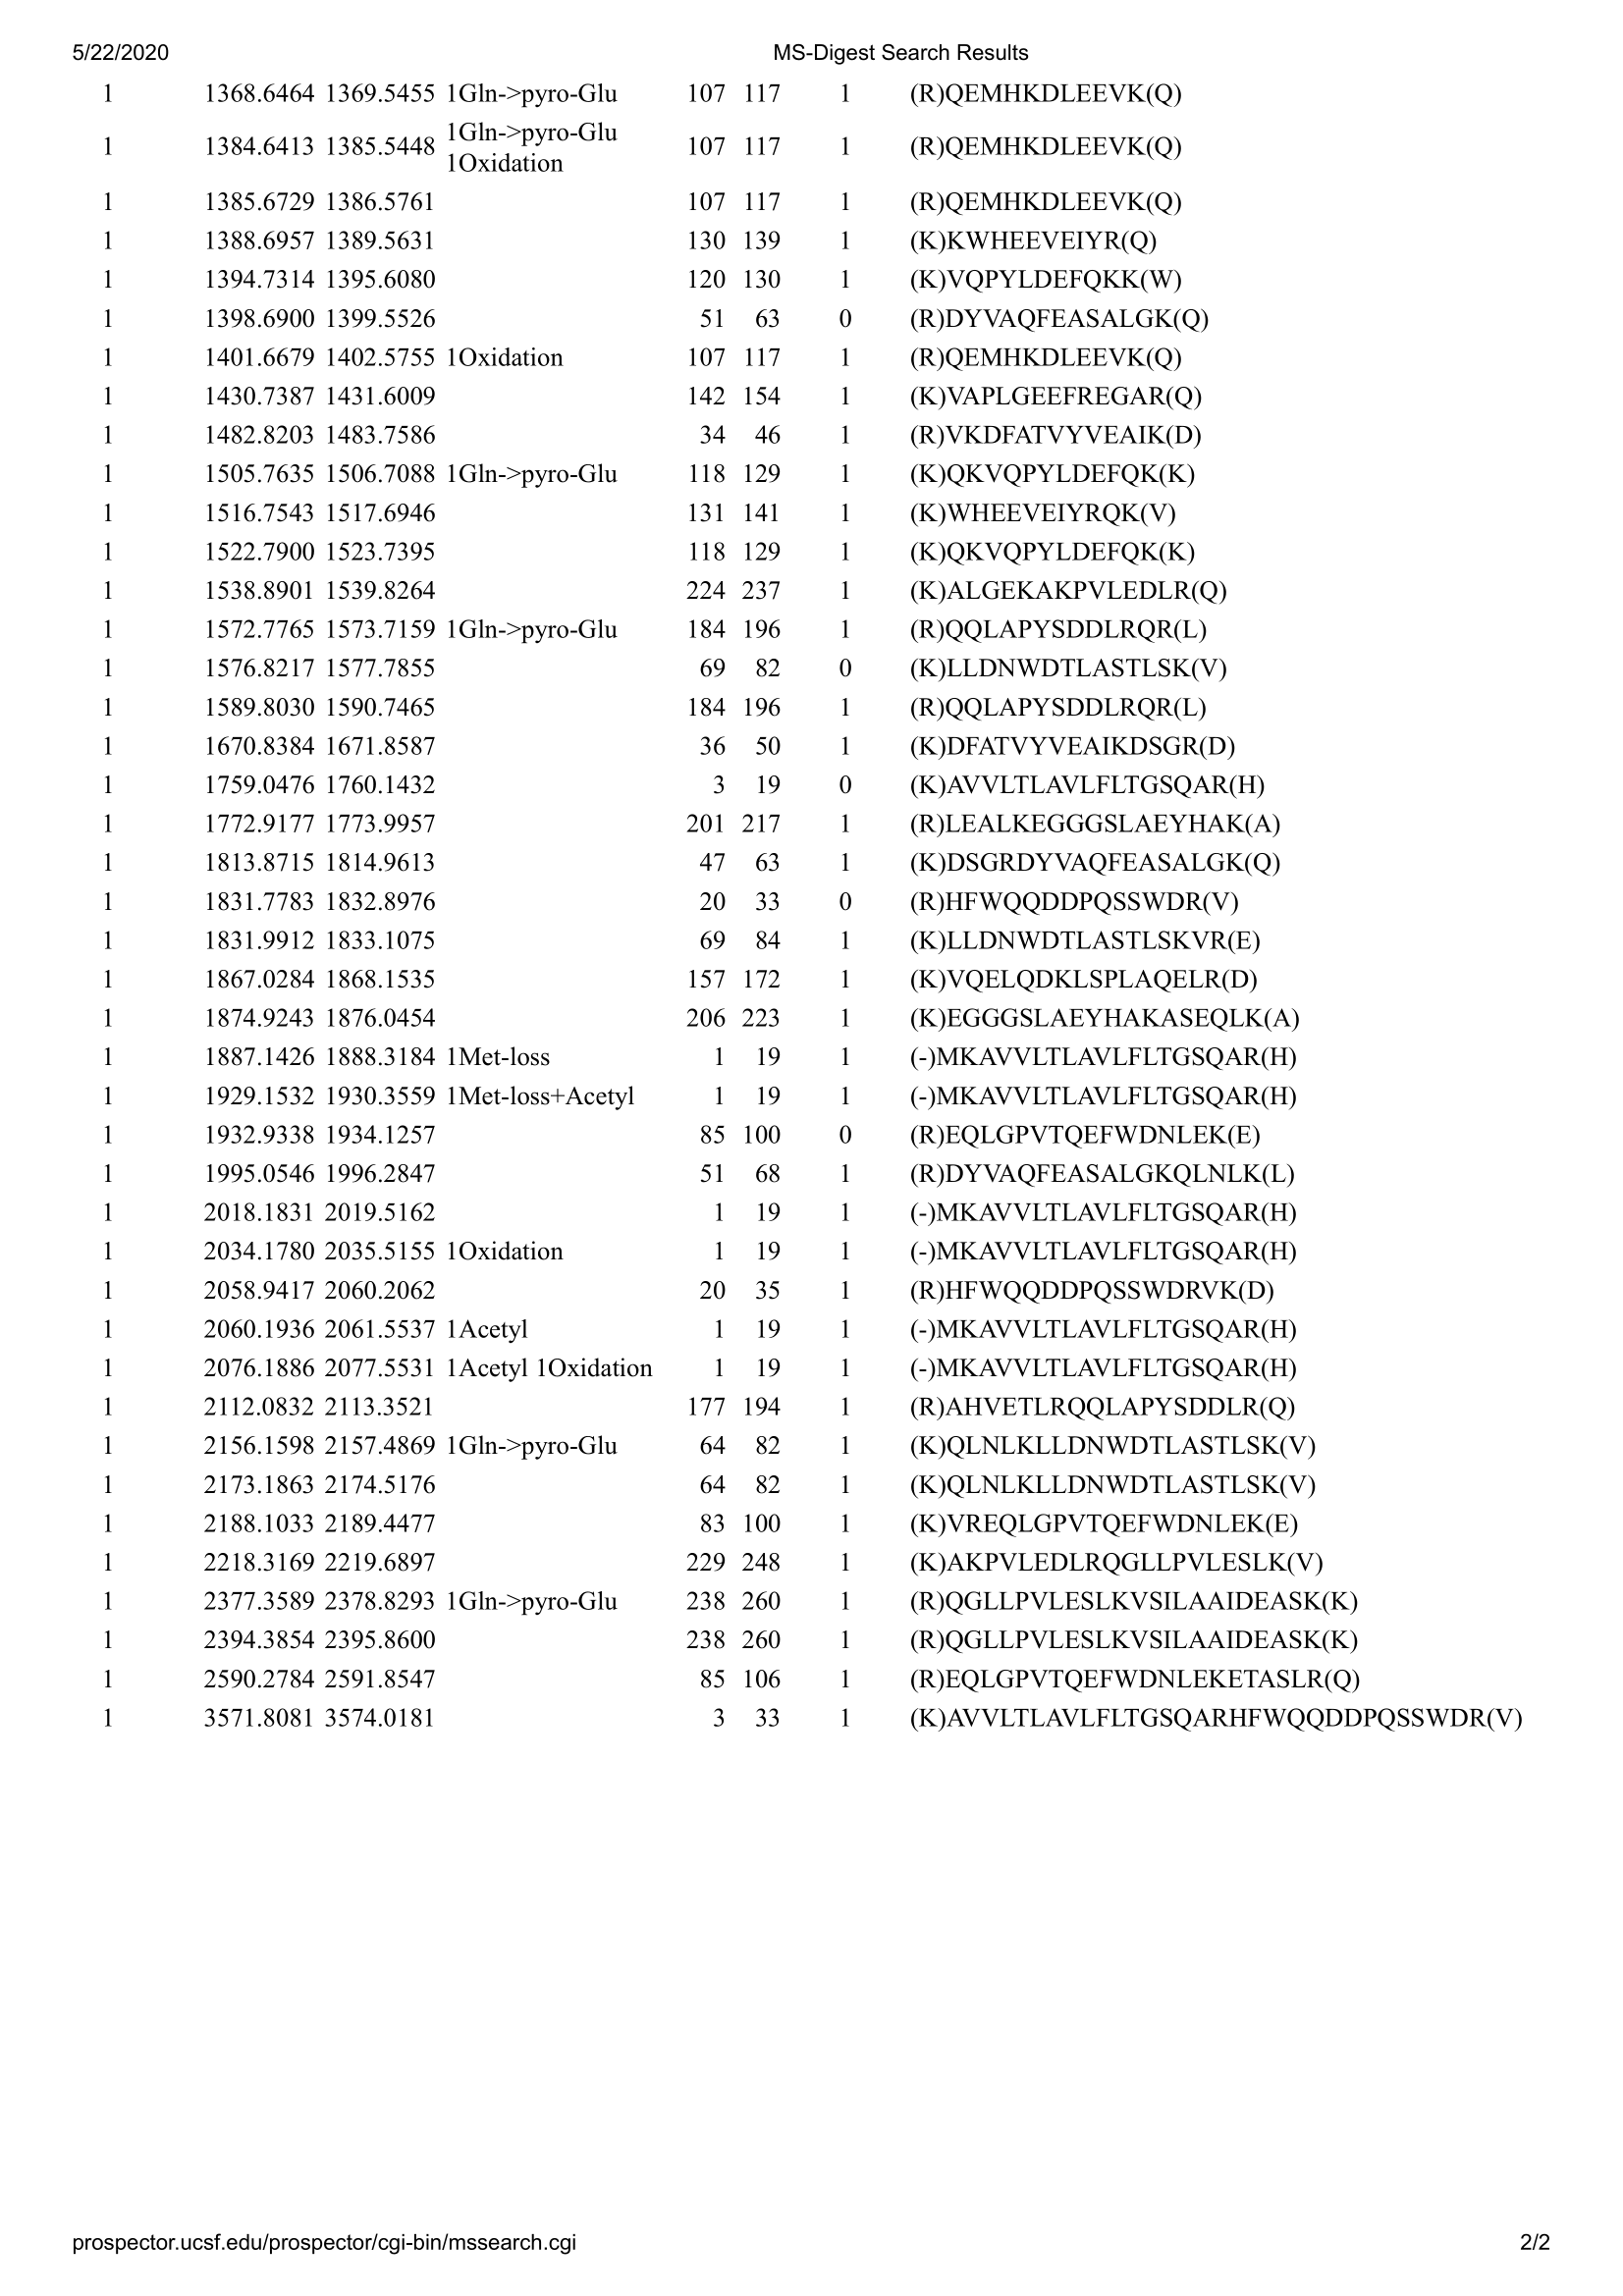 5/22/2020 MS-Digest Search Results
1 1368.6464 1369.5455 1Gln->pyro-Glu 107 117 1 (R)QEMHKDLEEVK(Q)
1 1384.6413 1385.5448 1Gln->pyro-Glu 1Oxidation 107 117 1 (R)QEMHKDLEEVK(Q)
1 1385.6729 1386.5761 107 117 1 (R)QEMHKDLEEVK(Q)
1 1388.6957 1389.5631 130 139 1 (K)KWHEEVEIYR(Q)
1 1394.7314 1395.6080 120 130 1 (K)VQPYLDEFQKK(W)
1 1398.6900 1399.5526 51 63 0 (R)DYVAQFEASALGK(Q)
1 1401.6679 1402.5755 1Oxidation 107 117 1 (R)QEMHKDLEEVK(Q)
1 1430.7387 1431.6009 142 154 1 (K)VAPLGEEFREGAR(Q)
1 1482.8203 1483.7586 34 46 1 (R)VKDFATVYVEAIK(D)
1 1505.7635 1506.7088 1Gln->pyro-Glu 118 129 1 (K)QKVQPYLDEFQK(K)
1 1516.7543 1517.6946 131 141 1 (K)WHEEVEIYRQK(V)
1 1522.7900 1523.7395 118 129 1 (K)QKVQPYLDEFQK(K)
1 1538.8901 1539.8264 224 237 1 (K)ALGEKAKPVLEDLR(Q)
1 1572.7765 1573.7159 1Gln->pyro-Glu 184 196 1 (R)QQLAPYSDDLRQR(L)
1 1576.8217 1577.7855 69 82 0 (K)LLDNWDTLASTLSK(V)
1 1589.8030 1590.7465 184 196 1 (R)QQLAPYSDDLRQR(L)
1 1670.8384 1671.8587 36 50 1 (K)DFATVYVEAIKDSGR(D)
1 1759.0476 1760.1432 3 19 0 (K)AVVLTLAVLFLTGSQAR(H)
1 1772.9177 1773.9957 201 217 1 (R)LEALKEGGGSLAEYHAK(A)
1 1813.8715 1814.9613 47 63 1 (K)DSGRDYVAQFEASALGK(Q)
1 1831.7783 1832.8976 20 33 0 (R)HFWQQDDPQSSWDR(V)
1 1831.9912 1833.1075 69 84 1 (K)LLDNWDTLASTLSKVR(E)
1 1867.0284 1868.1535 157 172 1 (K)VQELQDKLSPLAQELR(D)
1 1874.9243 1876.0454 206 223 1 (K)EGGGSLAEYHAKASEQLK(A)
1 1887.1426 1888.3184 1Met-loss 1 19 1 (-)MKAVVLTLAVLFLTGSQAR(H)
1 1929.1532 1930.3559 1Met-loss+Acetyl 1 19 1 (-)MKAVVLTLAVLFLTGSQAR(H)
1 1932.9338 1934.1257 85 100 0 (R)EQLGPVTQEFWDNLEK(E)
1 1995.0546 1996.2847 51 68 1 (R)DYVAQFEASALGKQLNLK(L)
1 2018.1831 2019.5162 1 19 1 (-)MKAVVLTLAVLFLTGSQAR(H)
1 2034.1780 2035.5155 1Oxidation 1 19 1 (-)MKAVVLTLAVLFLTGSQAR(H)
1 2058.9417 2060.2062 20 35 1 (R)HFWQQDDPQSSWDRVK(D)
1 2060.1936 2061.5537 1Acetyl 1 19 1 (-)MKAVVLTLAVLFLTGSQAR(H)
1 2076.1886 2077.5531 1Acetyl 1Oxidation 1 19 1 (-)MKAVVLTLAVLFLTGSQAR(H)
1 2112.0832 2113.3521 177 194 1 (R)AHVETLRQQLAPYSDDLR(Q)
1 2156.1598 2157.4869 1Gln->pyro-Glu 64 82 1 (K)QLNLKLLDNWDTLASTLSK(V)
1 2173.1863 2174.5176 64 82 1 (K)QLNLKLLDNWDTLASTLSK(V)
1 2188.1033 2189.4477 83 100 1 (K)VREQLGPVTQEFWDNLEK(E)
1 2218.3169 2219.6897 229 248 1 (K)AKPVLEDLRQGLLPVLESLK(V)
1 2377.3589 2378.8293 1Gln->pyro-Glu 238 260 1 (R)QGLLPVLESLKVSILAAIDEASK(K)
1 2394.3854 2395.8600 238 260 1 (R)QGLLPVLESLKVSILAAIDEASK(K)
1 2590.2784 2591.8547 85 106 1 (R)EQLGPVTQEFWDNLEKETASLR(Q)
1 3571.8081 3574.0181 3 33 1 (K)AVVLTLAVLFLTGSQARHFWQQDDPQSSWDR(V)
prospector.ucsf.edu/prospector/cgi-bin/mssearch.cgi 2/2